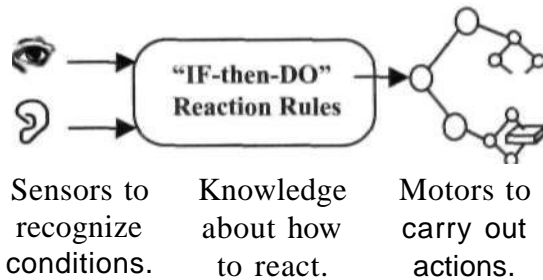 “IF-then-DO”
Reaction Rules
Sensors to
recognize
conditions.
Knowledge
about how
to react.
Motors to
carry out
actions.